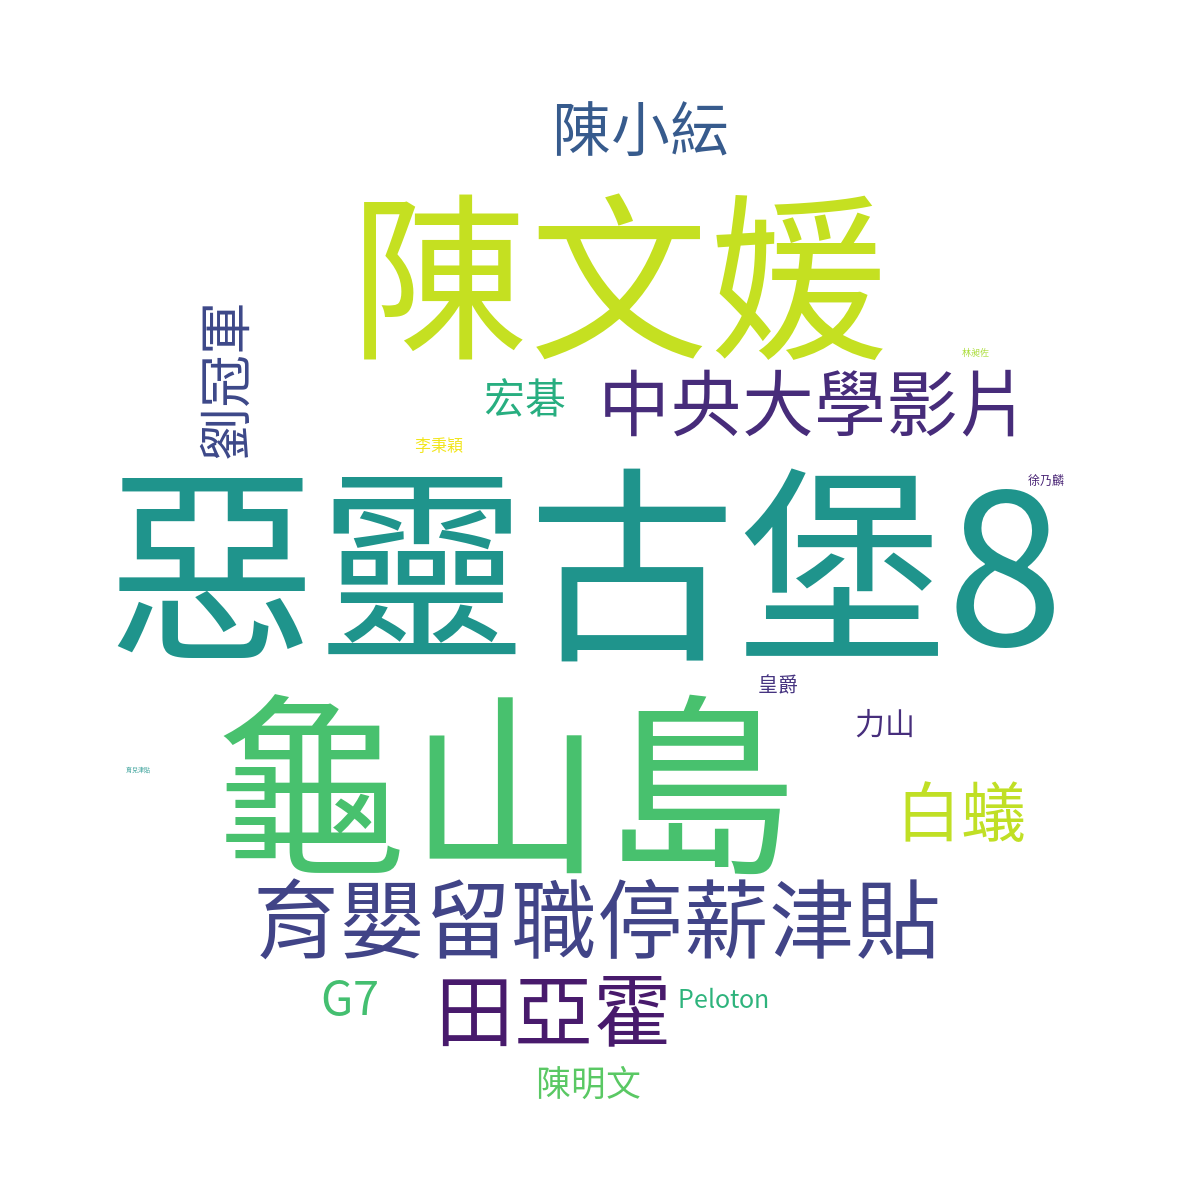 陳小紜
陳文媛
劉冠軍
林昶佐
宏碁
中央大學影片
李秉穎
徐乃麟
惡靈古堡8
皇爵
力山
龜山島
育兒津貼
白蟻
育嬰留職停薪津貼
G7
田亞霍
Peloton
陳明文